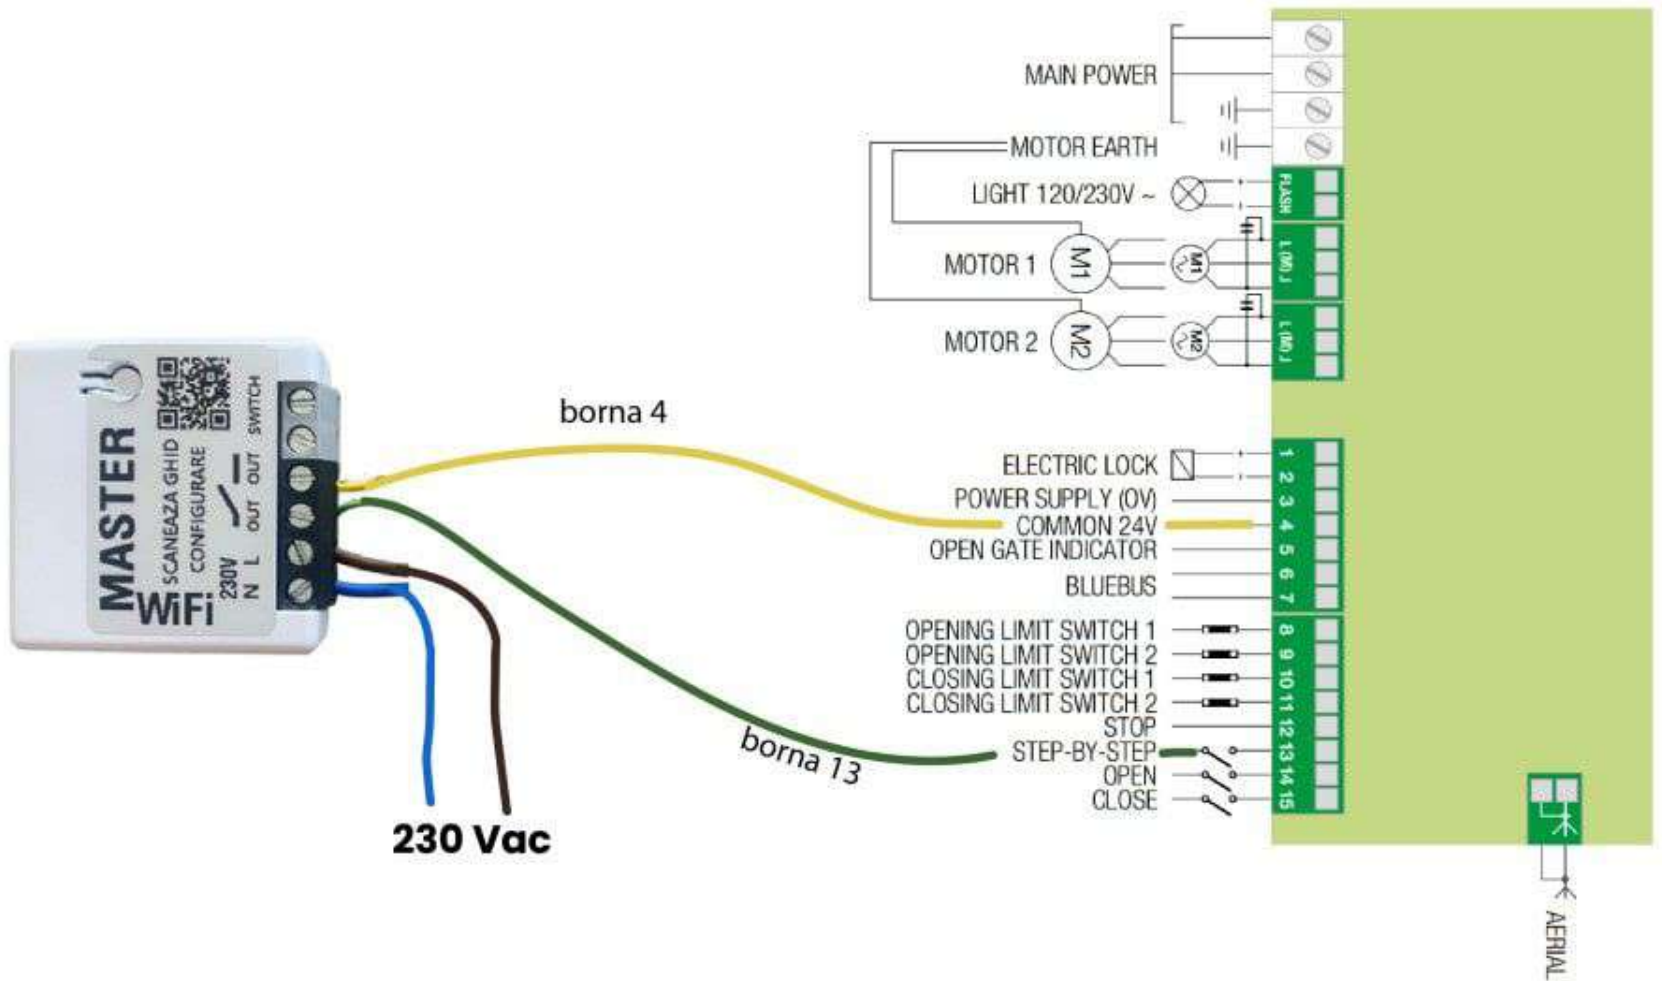 MAIN POWER
MOTOR EARTH
LIGHT 120/230V ~
FLASH
MOTOR 1
M1
M1
L (M) L
MOTOR 2
M2
M2
L (M) L
MASTER
WiFi
SCANEAZA GHID
CONFIGURARE
230V
N L OUT OUT SWITCH
borna 4
borna 13
230 Vac
ELECTRIC LOCK
1
2
POWER SUPPLY (0V) 3
COMMON 24V 4
OPEN GATE INDICATOR 5
BLUEBUS
6
7
OPENING LIMIT SWITCH 1 8
OPENING LIMIT SWITCH 2 9
CLOSING LIMIT SWITCH 1 10
CLOSING LIMIT SWITCH 2 11
STOP 12
STEP-BY-STEP 13
OPEN 14
CLOSE 15
AERIAL